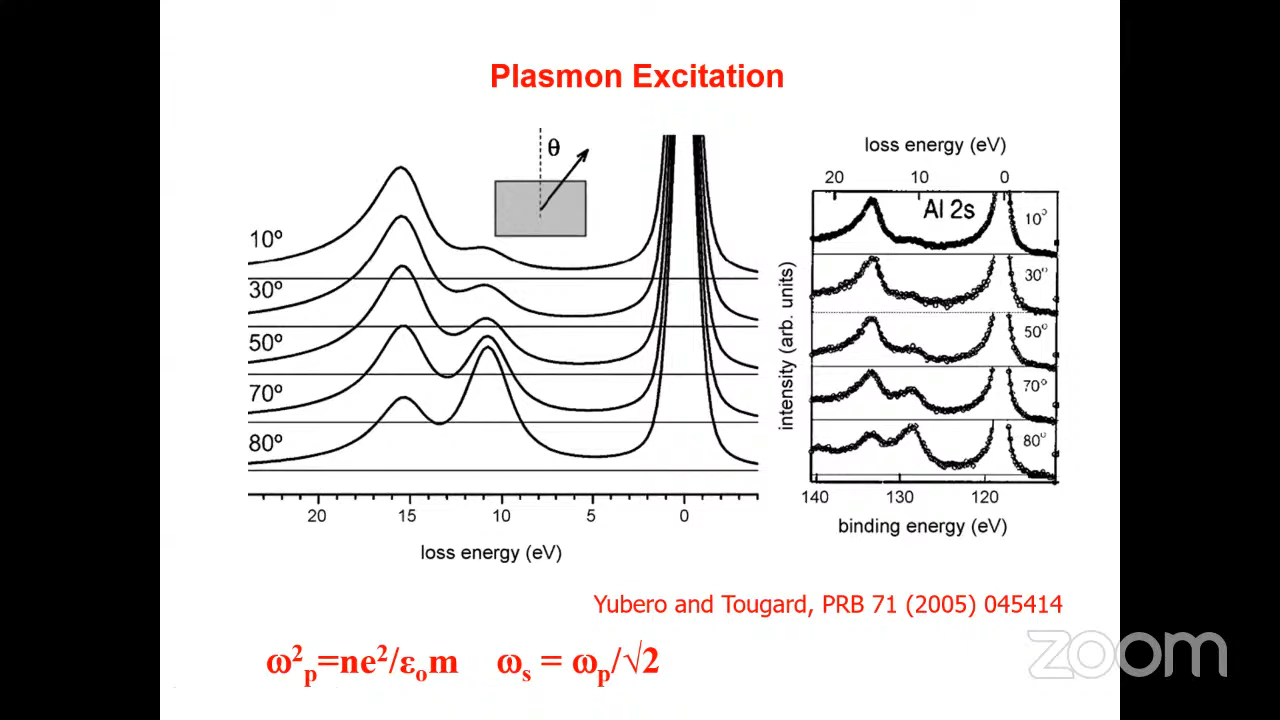 Plasmon Excitation
θ
10º
30º
50º
70º
80º
20 15 10 5 0
loss energy (eV)
loss energy (eV)
20 10 0
Al 2s
10°
30°
50°
70°
80°
intensity (arb. units)
140 130 120
binding energy (eV)
Yubero and Tougard, PRB 71 (2005) 045414
ω²ₚ=ne²/εₒm ωₛ = ωₚ/√2
zoom